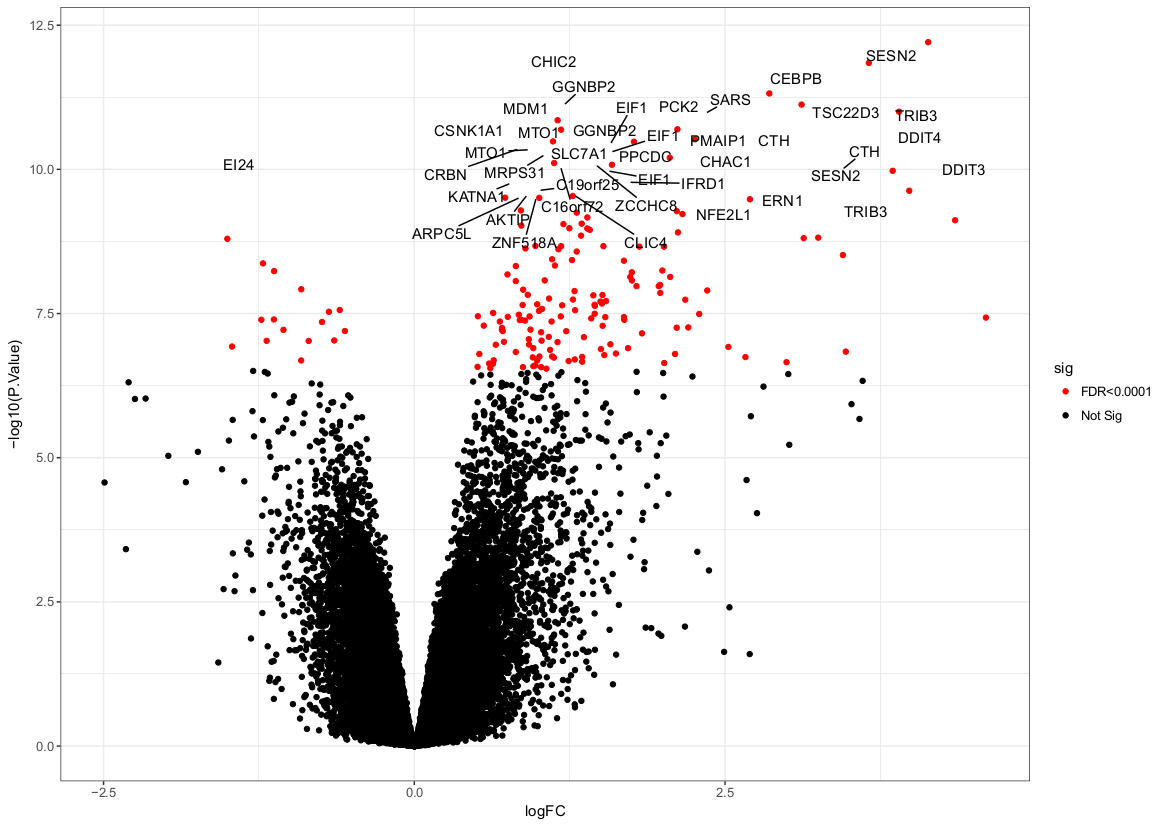 12.5
SESN2
CHIC2
CEBPB
GGNBP2
SARS
MDM1
EIF1
PCK2
TSC22D3
TRIB3
CSNK1A1
MTO1
GGNBP2
EIF1
PMAIP1
CTH
DDIT4
MTO1
SLC7A1
PPCDC
CHAC1
CTH
10.0
EI24
CRBN
MRPS31
EIF1
IFRD1
SESN2
DDIT3
KATNA1
C19orf25
C16orf72
ZCCHC8
NFE2L1
ERN1
TRIB3
ARPC5L
AKTIP
ZNF518A
CLIC4
7.5
5.0
2.5
0.0
−log10(P.Value)
−2.5
0.0
2.5
logFC
sig
FDR<0.0001
Not Sig